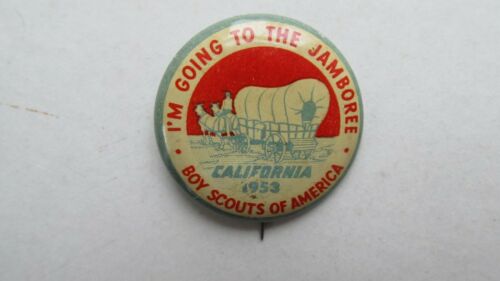 I'M GOING TO THE JAMBOREE
CALIFORNIA
1953
BOY SCOUTS OF AMERICA